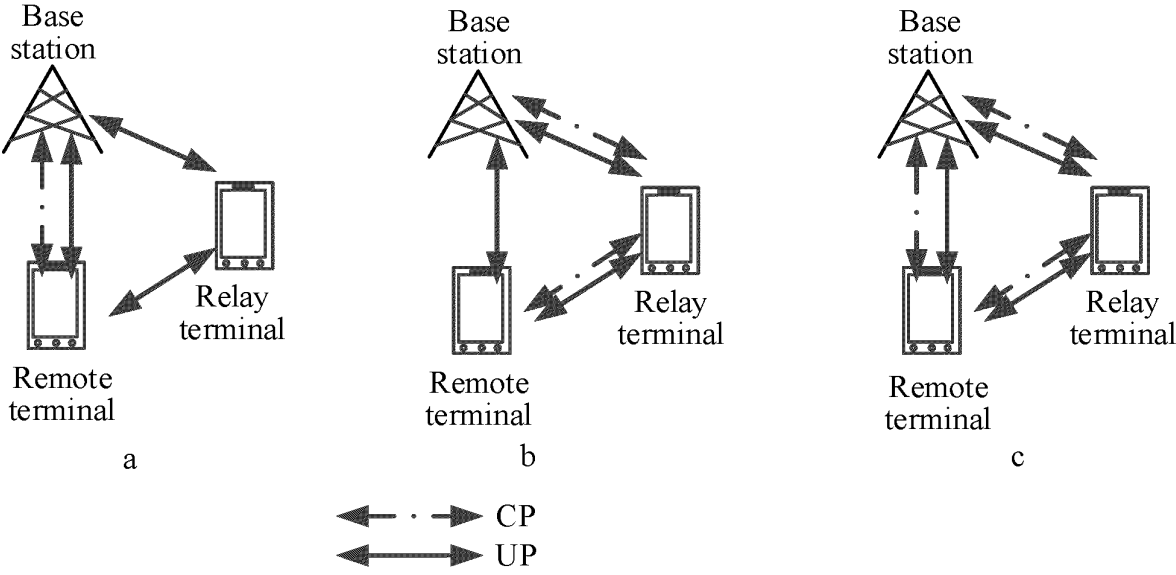 Base
station
Relay
terminal
Remote
terminal
a
Base
station
Relay
terminal
Remote
terminal
b
Base
station
Relay
terminal
Remote
terminal
c
CP
UP